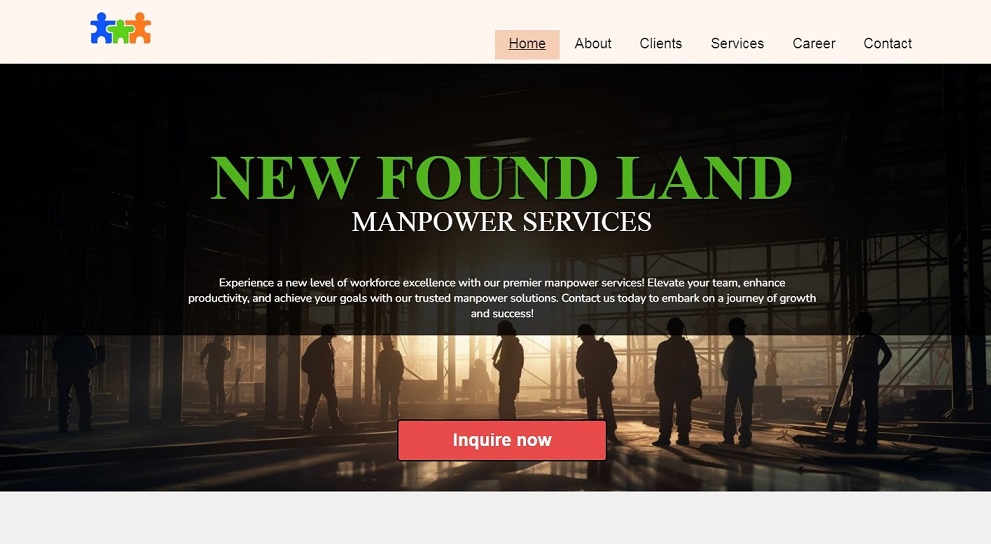 Home About Clients Services Career Contact
NEW FOUND LAND
MANPOWER SERVICES
Experience a new level of workforce excellence with our premier manpower services! Elevate your team, enhance
productivity, and achieve your goals with our trusted manpower solutions. Contact us today to embark on a journey of growth
and success!
Inquire now